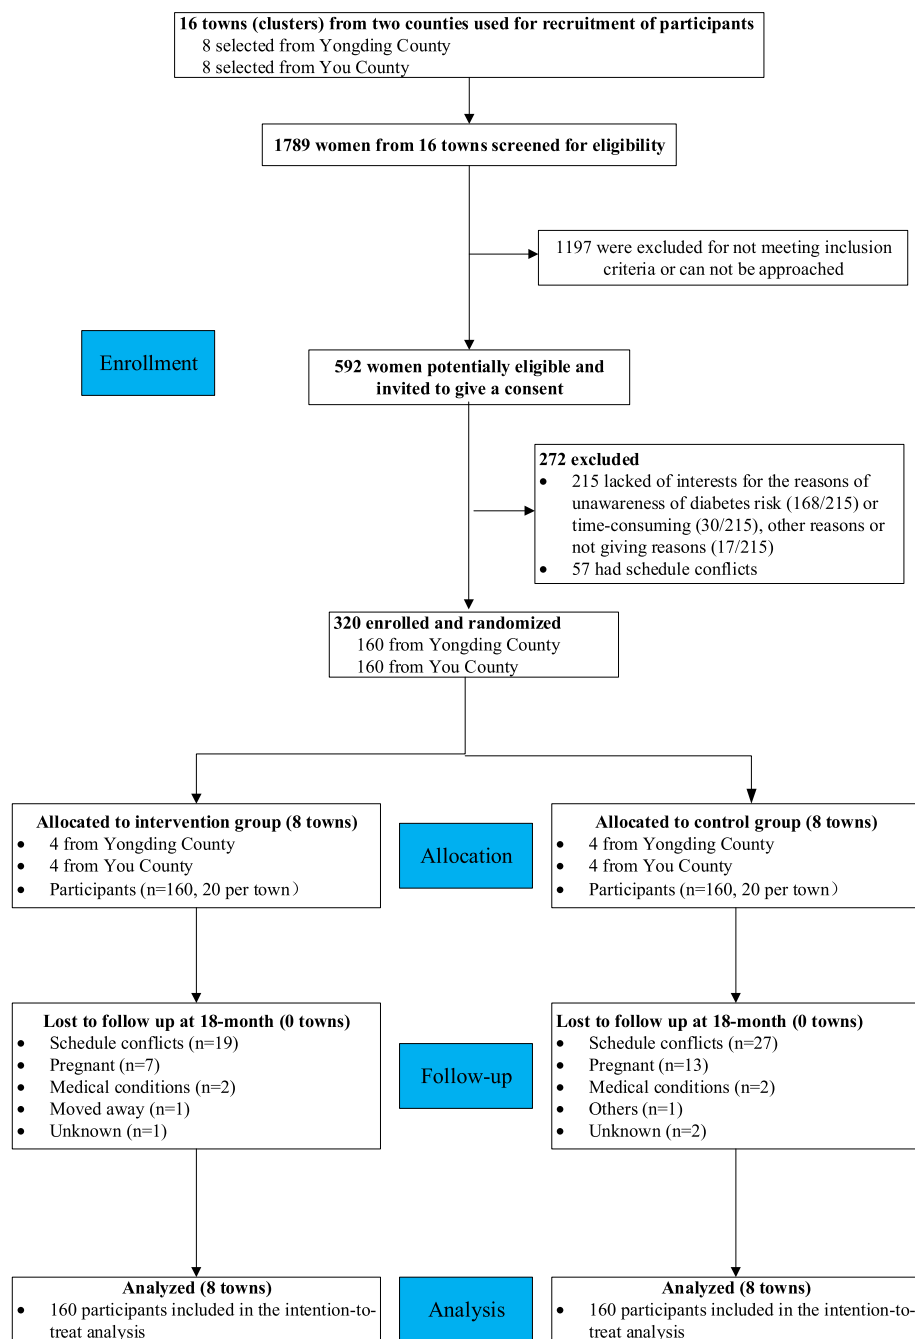 16 towns (clusters) from two counties used for recruitment of participants
8 selected from Yongding County
8 selected from You County
1789 women from 16 towns screened for eligibility
1197 were excluded for not meeting inclusion
criteria or can not be approached
Enrollment
592 women potentially eligible and
invited to give a consent
272 excluded
• 215 lacked of interests for the reasons of
unawareness of diabetes risk (168/215) or
time-consuming (30/215), other reasons or
not giving reasons (17/215)
• 57 had schedule conflicts
320 enrolled and randomized
160 from Yongding County
160 from You County
Allocated to intervention group (8 towns)
• 4 from Yongding County
• 4 from You County
• Participants (n=160, 20 per town）
Allocation
Allocated to control group (8 towns)
• 4 from Yongding County
• 4 from You County
• Participants (n=160, 20 per town）
Lost to follow up at 18-month (0 towns)
• Schedule conflicts (n=19)
• Pregnant (n=7)
• Medical conditions (n=2)
• Moved away (n=1)
• Unknown (n=1)
Follow-up
Lost to follow up at 18-month (0 towns)
• Schedule conflicts (n=27)
• Pregnant (n=13)
• Medical conditions (n=2)
• Others (n=1)
• Unknown (n=2)
Analyzed (8 towns)
• 160 participants included in the intention-to-
treat analysis
Analysis
Analyzed (8 towns)
• 160 participants included in the intention-to-
treat analysis